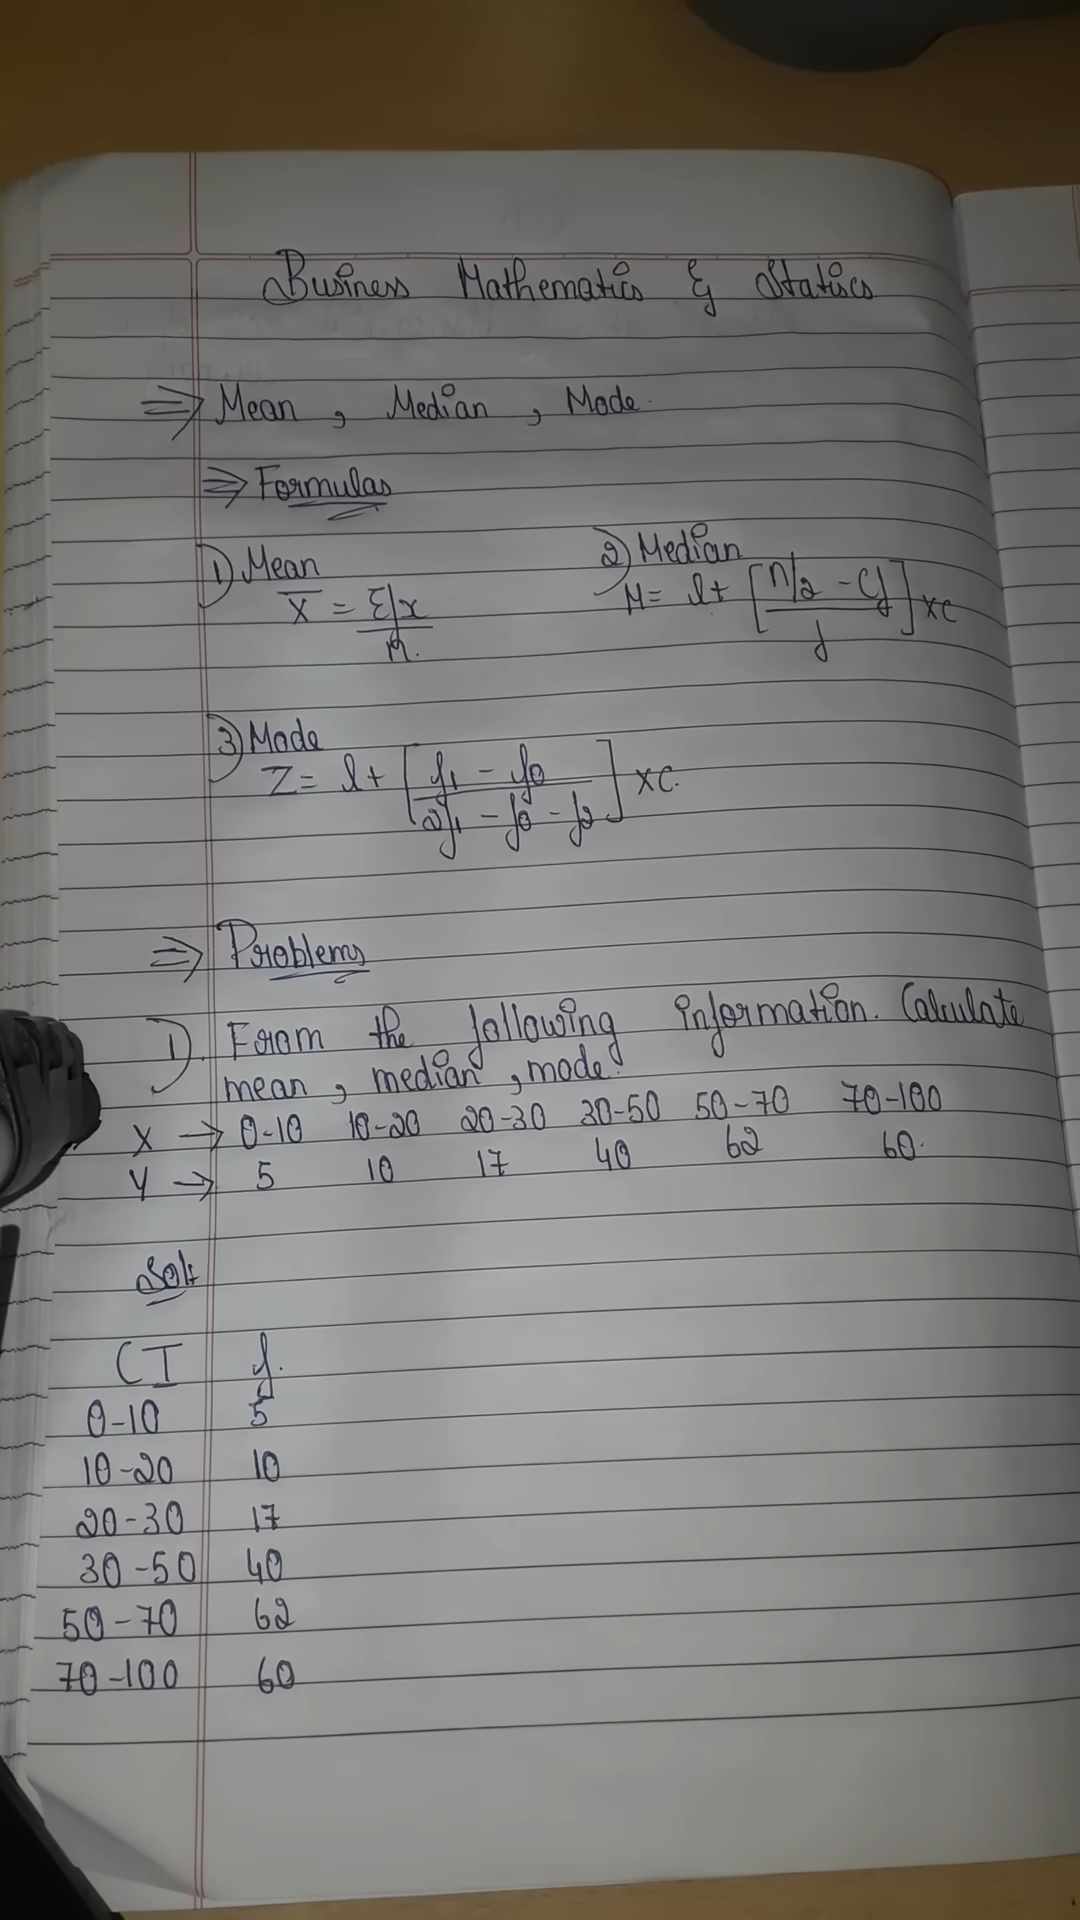 Business Mathematics & Statiscs
⇒ Mean, Median, Mode.
⇒ Formulas
1) Mean
X̅ = Σfx / n.
2) Median
M = l + [n/2 - cf / f] x c
3) Mode
Z = l + [f1 - f0 / 2f1 - f0 - f2] x c.
⇒ Problems
1). From the following information. Calculate
mean, median, mode.
X → 0-10 10-20 20-30 30-50 50-70 70-100
Y → 5 10 17 40 62 60.
Sol:
CI f.
0-10 5
10-20 10
20-30 17
30-50 40
50-70 62
70-100 60